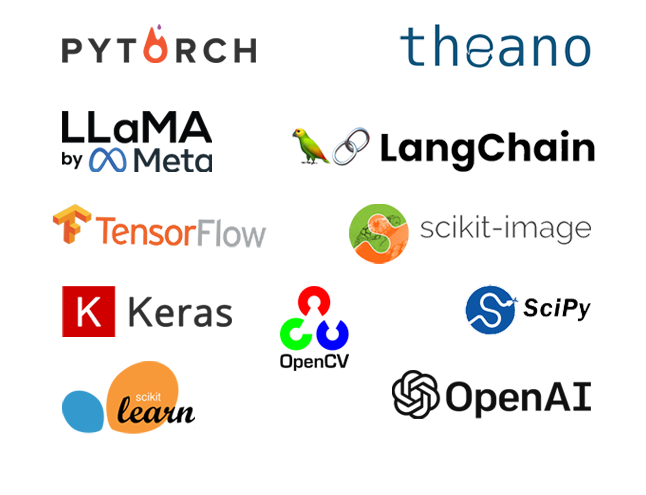 PYTORCH
theano
LLaMA
by Meta
LangChain
TensorFlow
scikit-image
K Keras
OpenCV
SciPy
scikit
learn
OpenAI